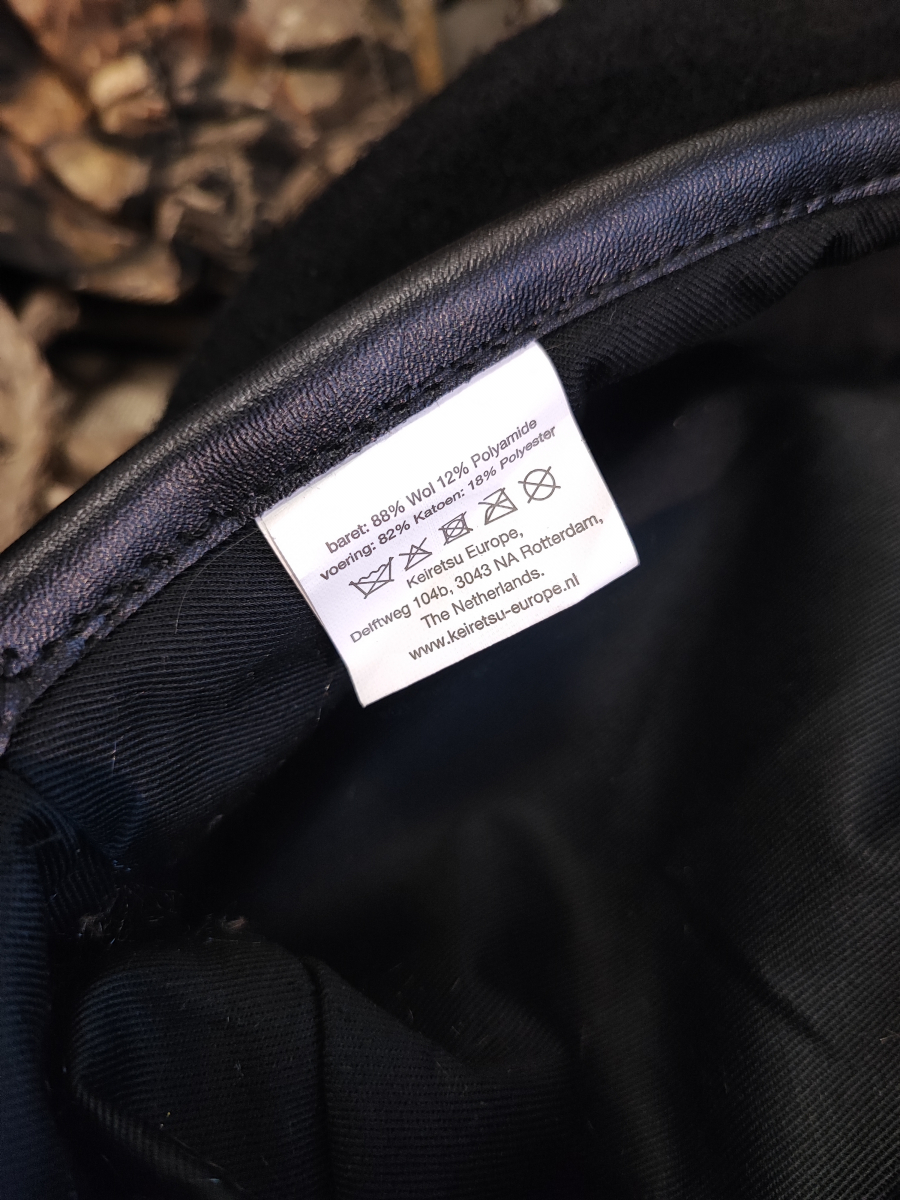 baret: 88% Wol 12% Polyamide
voering: 82% Katoen: 18% Polyester
Keiretsu Europe,
Delftweg 104b, 3043 NA Rotterdam,
The Netherlands.
www.keiretsu-europe.nl